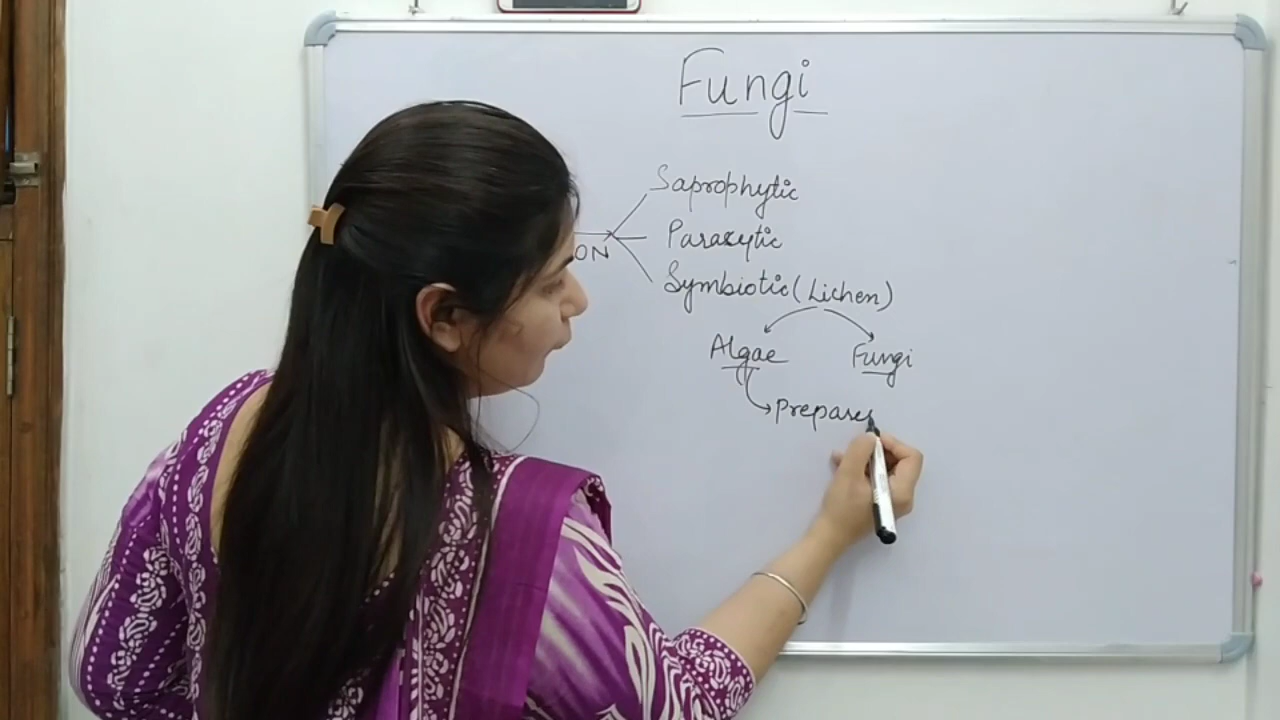 Fungi
Saprophytic
ON
Parasytic
Symbiotic (Lichen)
Algae Fungi
Prepares